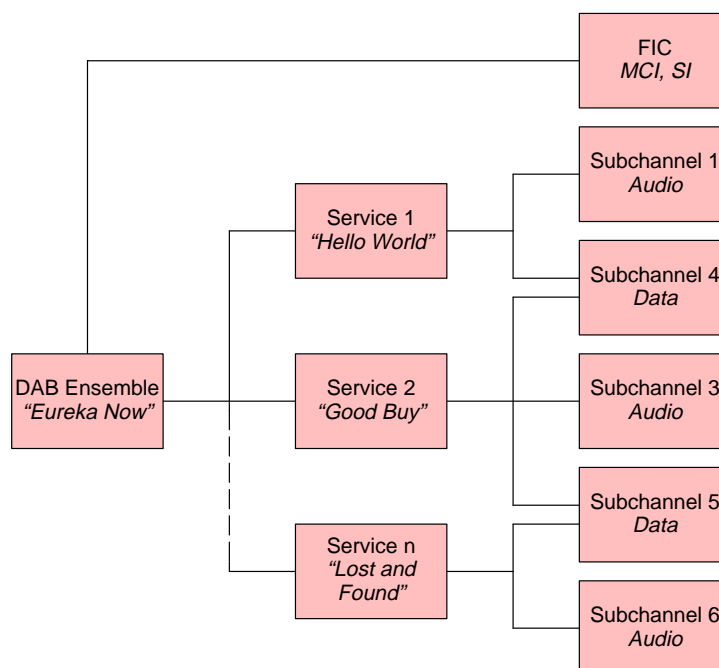 FIC
MCI, SI
Subchannel 1
Audio
Service 1
“Hello World”
Subchannel 4
Data
DAB Ensemble
“Eureka Now”
Service 2
“Good Buy”
Subchannel 3
Audio
Subchannel 5
Data
Service n
“Lost and
Found”
Subchannel 6
Audio